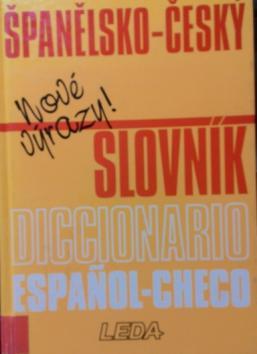 ŠPANĚLSKO-ČESKÝ
Nové
výrazy!
SLOVNÍK
DICCIONARIO
ESPAÑOL-CHECO
LEDA